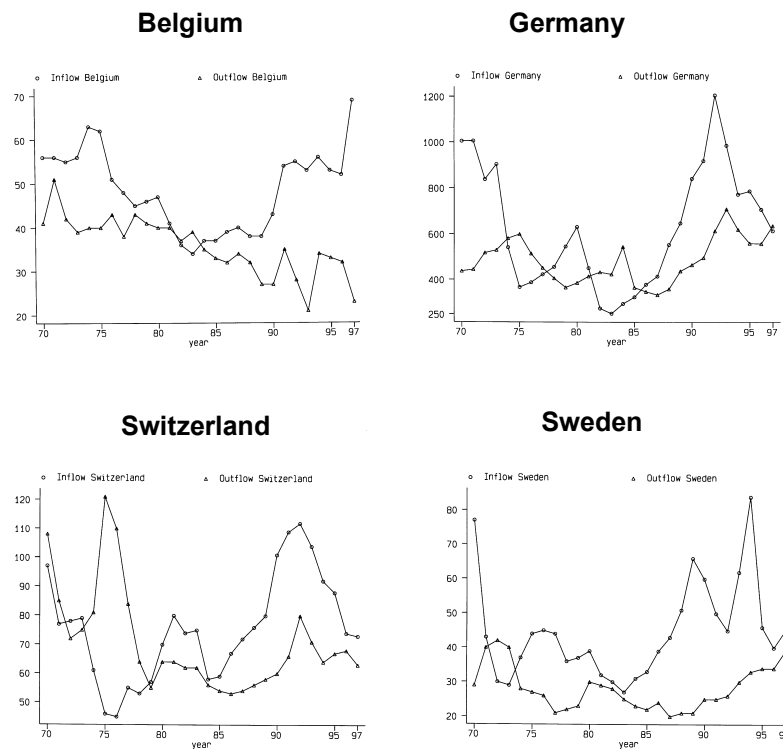 Belgium
Inflow Belgium Outflow Belgium
70
60
50
40
30
20
70 75 80 85 90 95 97
year
Germany
Inflow Germany Outflow Germany
1200
1000
800
600
400
250
70 75 80 85 90 95 97
year
Switzerland
Inflow Switzerland Outflow Switzerland
120
110
100
90
80
70
60
50
70 75 80 85 90 95 97
year
Sweden
Inflow Sweden Outflow Sweden
80
70
60
50
40
30
20
70 75 80 85 90 95
year